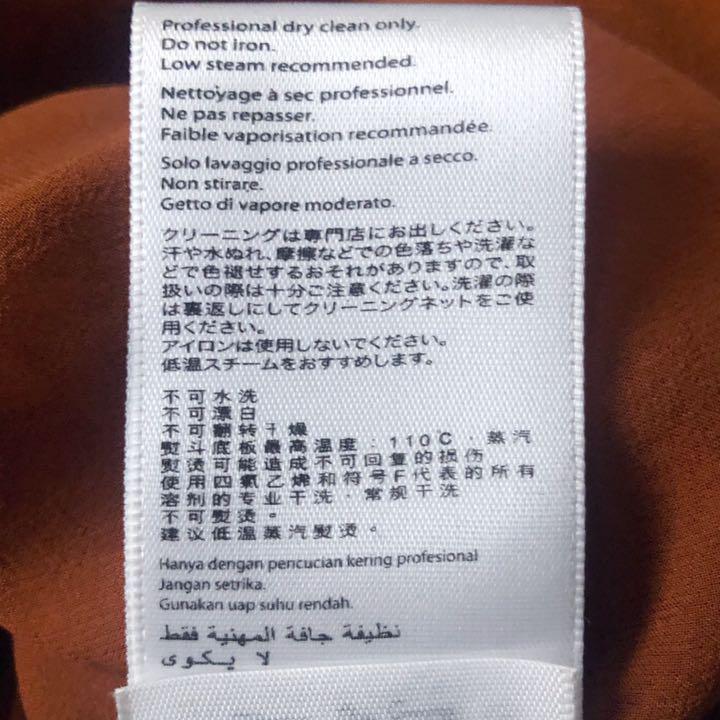 Professional dry clean only.
Do not iron.
Low steam recommended.
Nettoyage à sec professionnel.
Ne pas repasser.
Faible vaporisation recommandée.
Solo lavaggio professionale a secco.
Non stirare.
Getto di vapore moderato.
クリーニングは専門店にお出しください。
汗や水ぬれ、摩擦などでの色落ちや洗濯な
どで色褪せするおそれがありますので、取
扱いの際は十分ご注意ください。洗濯の際
は裏返しにしてクリーニングネットをご使
用ください。
アイロンは使用しないでください。
低温スチームをおすすめします。
不可水洗
不可漂白
不可翻转干燥
熨斗底板最高温度：110C·蒸汽
熨烫可能造成不可回复的损伤
使用四氯乙烯和符号F代表的所有
溶剂的专业干洗·常规干洗
不可熨烫。
建议低温蒸汽熨烫。
Hanya dengan pencucian kering profesional
Jangan setrika.
Gunakan uap suhu rendah.
نظيفة جافة المهنية فقط
لا يكوى